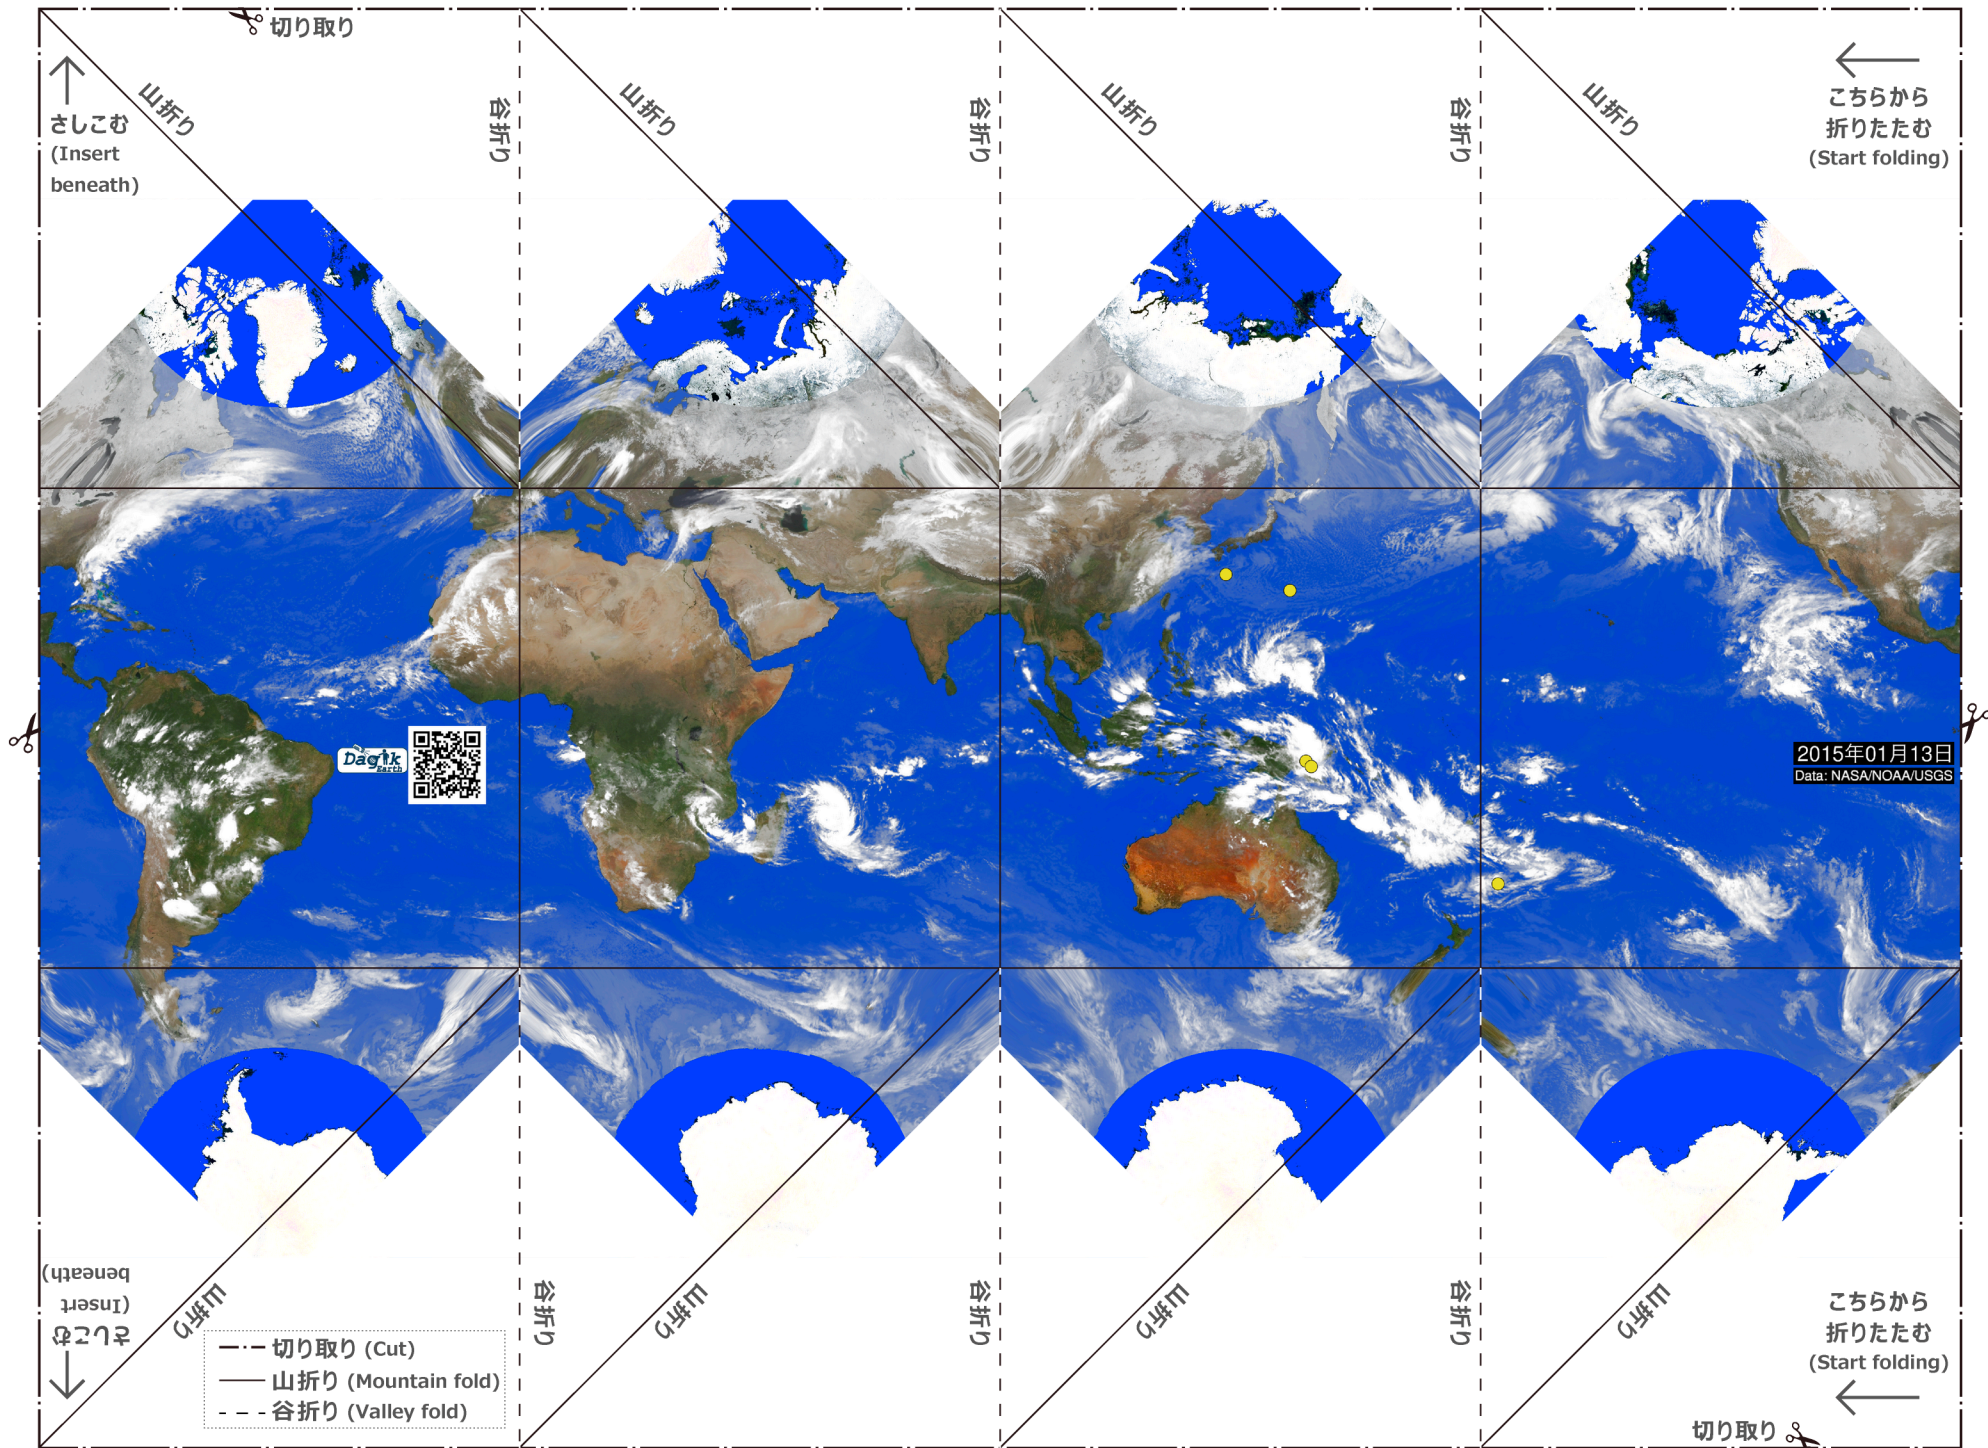 切り取り
山折り
山折り
山折り
山折り
谷折り
谷折り
谷折り
さしこむ
(Insert
beneath)
こちらから
折りたたむ
(Start folding)
Dagik
Earth
2015年01月13日
Data: NASA/NOAA/USGS
さしこむ
(Insert
beneath)
山折り
山折り
山折り
山折り
谷折り
谷折り
谷折り
こちらから
折りたたむ
(Start folding)
切り取り (Cut)
山折り (Mountain fold)
谷折り (Valley fold)
切り取り